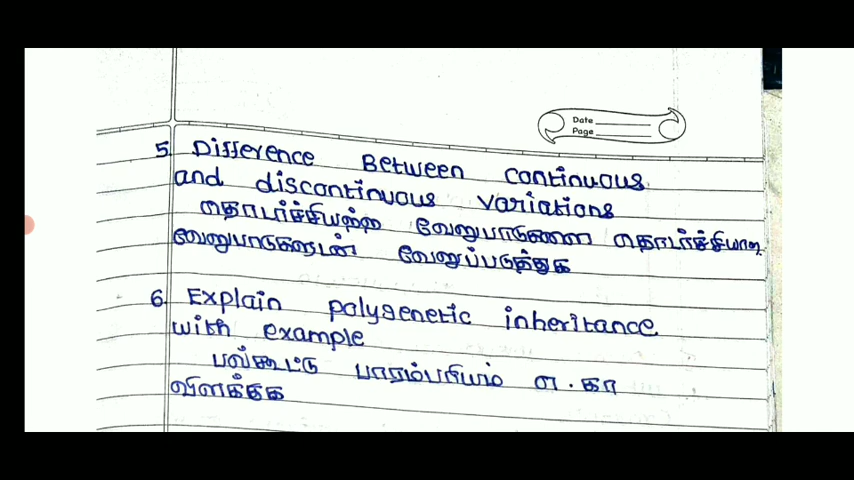 Date
Page
5. Difference Between continuous
and discontinuous variations
தொடர்ச்சியற்ற வேறுபாடுகளை தொடர்ச்சியான
வேறுபாடுகளுடன் வேறுப்படுத்துக
6. Explain polygenetic inheritance
with example
பல்கூட்டு பாரம்பரியம் எ.கா
விளக்குக